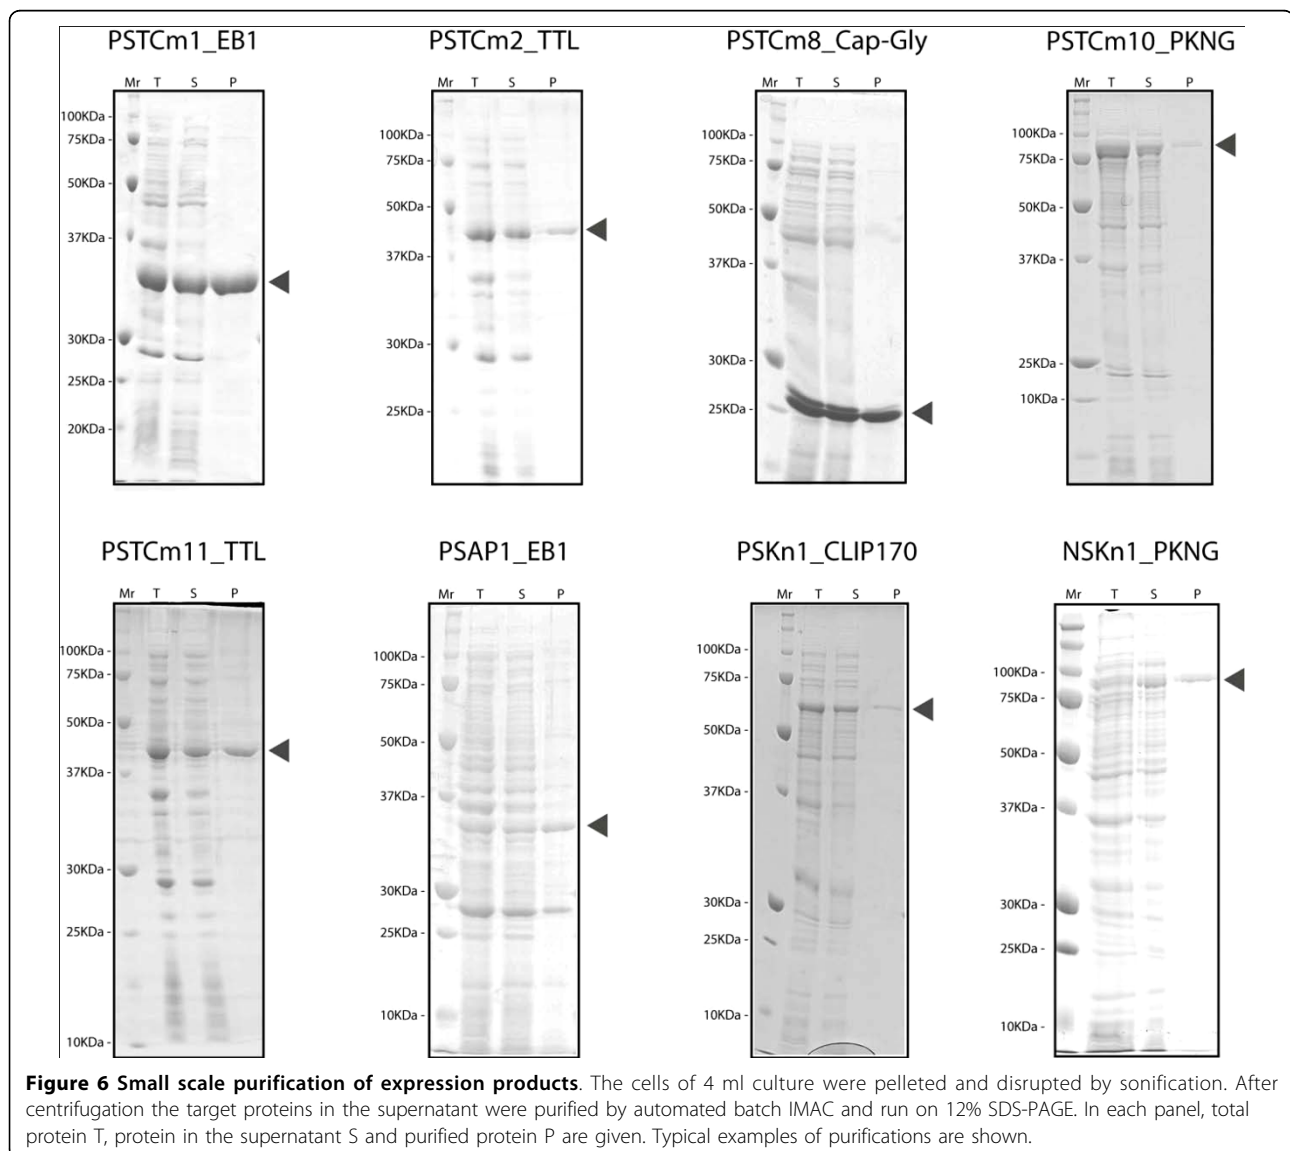 PSTCm1_EB1
Mr T S P
100KDa -
75KDa -
50KDa -
37KDa -
30KDa -
25KDa -
20KDa -
PSTCm2_TTL
Mr T S P
100KDa -
75KDa -
50KDa -
37KDa -
30KDa -
25KDa -
PSTCm8_Cap-Gly
Mr T S P
100KDa -
75KDa -
50KDa -
37KDa -
30KDa -
25KDa -
PSTCm10_PKNG
Mr T S P
100KDa -
75KDa -
50KDa -
37KDa -
25KDa -
10KDa -
PSTCm11_TTL
Mr T S P
100KDa -
75KDa -
50KDa -
37KDa -
30KDa -
25KDa -
10KDa -
PSAP1_EB1
Mr T S P
100KDa -
75KDa -
50KDa -
37KDa -
30KDa -
25KDa -
10KDa -
PSKn1_CLIP170
Mr T S P
100KDa -
75KDa -
50KDa -
37KDa -
30KDa -
25KDa -
10KDa -
NSKn1_PKNG
Mr T S P
100KDa -
75KDa -
50KDa -
37KDa -
30KDa -
25KDa -
10KDa -
Figure 6 Small scale purification of expression products. The cells of 4 ml culture were pelleted and disrupted by sonification. After
centrifugation the target proteins in the supernatant were purified by automated batch IMAC and run on 12% SDS-PAGE. In each panel, total
protein T, protein in the supernatant S and purified protein P are given. Typical examples of purifications are shown.